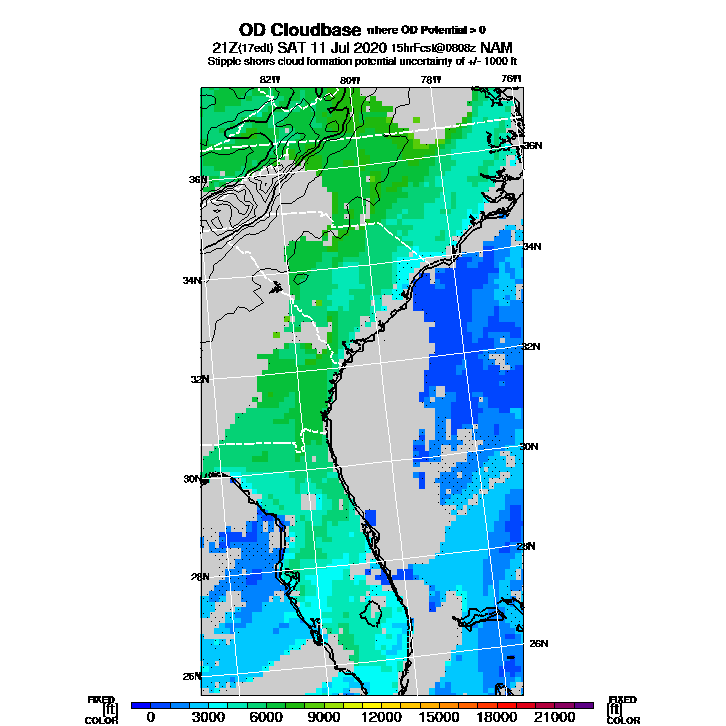 OD Cloudbase where OD Potential > 0
21Z(17edt) SAT 11 Jul 2020 15hrFcst@0808z NAM
Stipple shows cloud formation potential uncertainty of +/- 1000 ft
82W 80W 78W 76W
36N
36N
34N
34N
32N
32N
30N
30N
28N
28N
26N
26N
FIXED [ft] COLOR
0 3000 6000 9000 12000 15000 18000 21000
FIXED [ft] COLOR